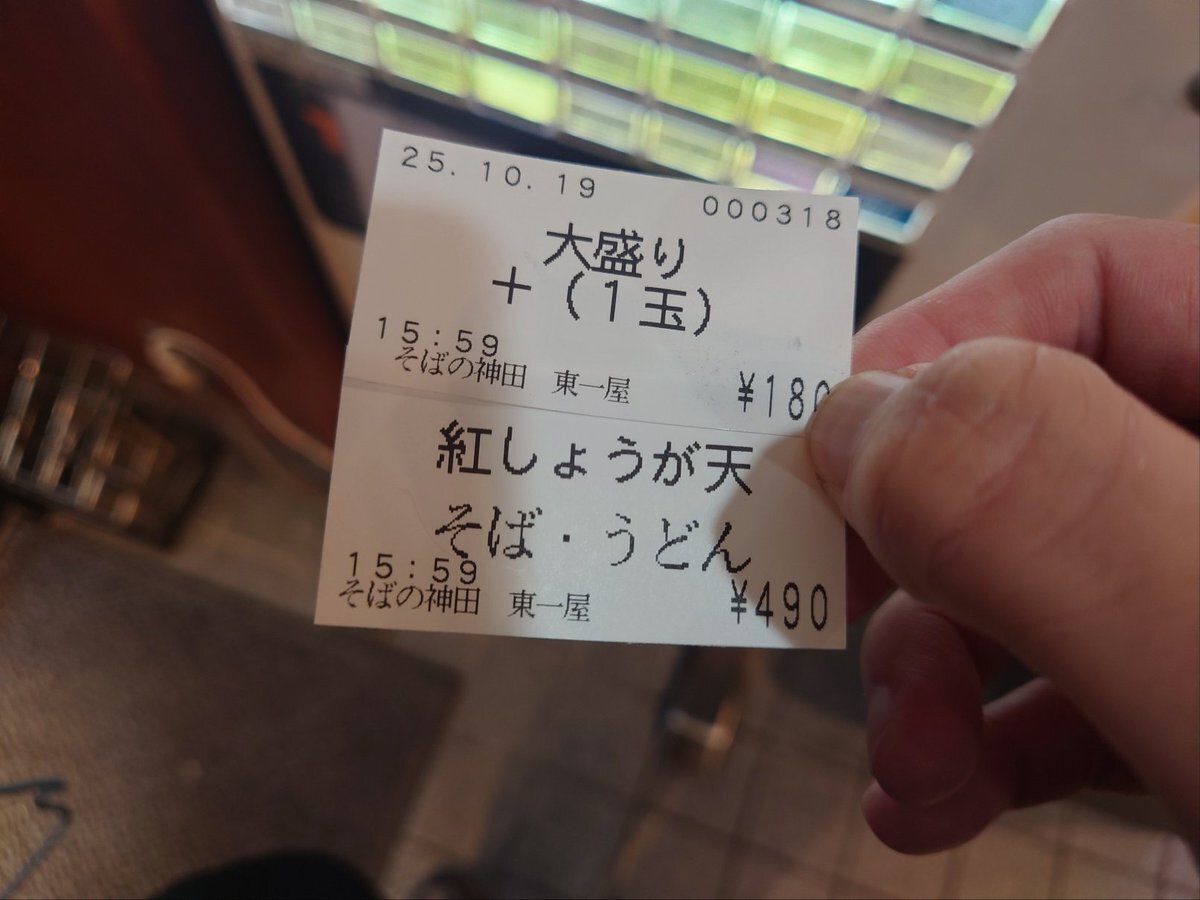 25.10.19 000318
大盛り
+(1玉)
15:59
そばの神田 東一屋 ¥180
紅しょうが天
そば・うどん
15:59
そばの神田 東一屋 ¥490